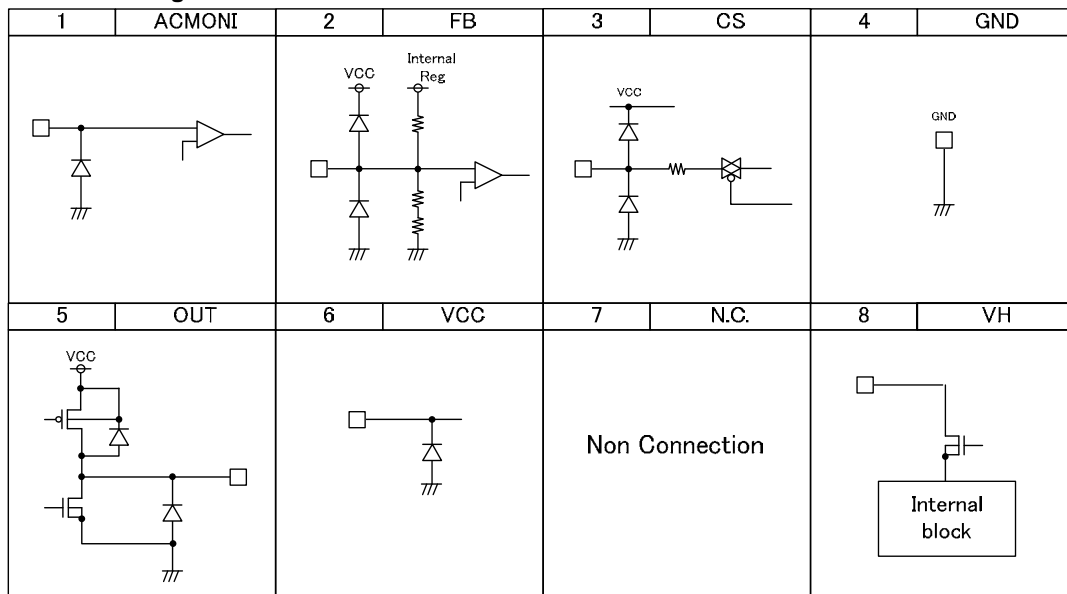 1 ACMONI 2 FB 3 CS 4 GND
VCC
Internal
Reg
VCC
GND
5 OUT 6 VCC 7 N.C. 8 VH
VCC
Non Connection
Internal
block